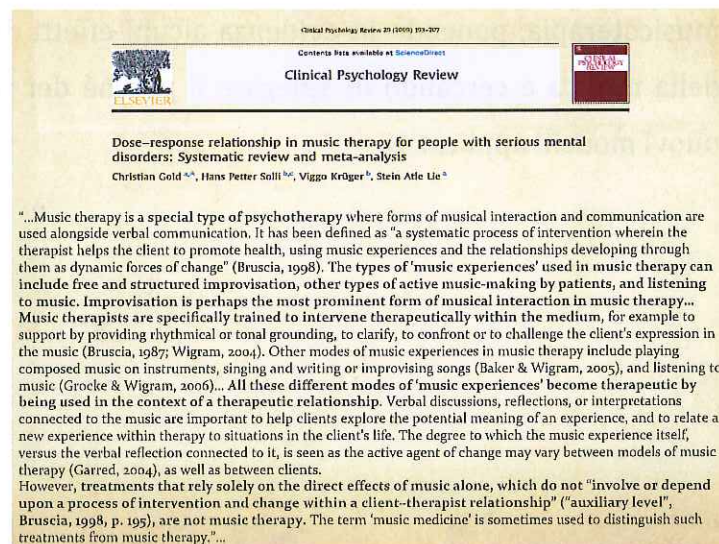 Clinical Psychology Review 29 (2009) 193–207
Contents lists available at ScienceDirect
Clinical Psychology Review
ELSEVIER
CLINICAL
PSYCHOLOGY
REVIEW
Dose–response relationship in music therapy for people with serious mental
disorders: Systematic review and meta-analysis
Christian Gold a,*, Hans Petter Solli b,c, Viggo Krüger b, Stein Atle Lie a
"...Music therapy is a special type of psychotherapy where forms of musical interaction and communication are
used alongside verbal communication. It has been defined as "a systematic process of intervention wherein the
therapist helps the client to promote health, using music experiences and the relationships developing through
them as dynamic forces of change" (Bruscia, 1998). The types of 'music experiences' used in music therapy can
include free and structured improvisation, other types of active music-making by patients, and listening
to music. Improvisation is perhaps the most prominent form of musical interaction in music therapy...
Music therapists are specifically trained to intervene therapeutically within the medium, for example to
support by providing rhythmical or tonal grounding, to clarify, to confront or to challenge the client's expression in
the music (Bruscia, 1987; Wigram, 2004). Other modes of music experiences in music therapy include playing
composed music on instruments, singing and writing or improvising songs (Baker & Wigram, 2005), and listening to
music (Grocke & Wigram, 2006)... All these different modes of 'music experiences' become therapeutic by
being used in the context of a therapeutic relationship. Verbal discussions, reflections, or interpretations
connected to the music are important to help clients explore the potential meaning of an experience, and to relate a
new experience within therapy to situations in the client's life. The degree to which the music experience itself,
versus the verbal reflection connected to it, is seen as the active agent of change may vary between models of music
therapy (Garred, 2004), as well as between clients.
However, treatments that rely solely on the direct effects of music alone, which do not "involve or depend
upon a process of intervention and change within a client–therapist relationship" ("auxiliary level",
Bruscia, 1998, p. 195), are not music therapy. The term 'music medicine' is sometimes used to distinguish such
treatments from music therapy."...